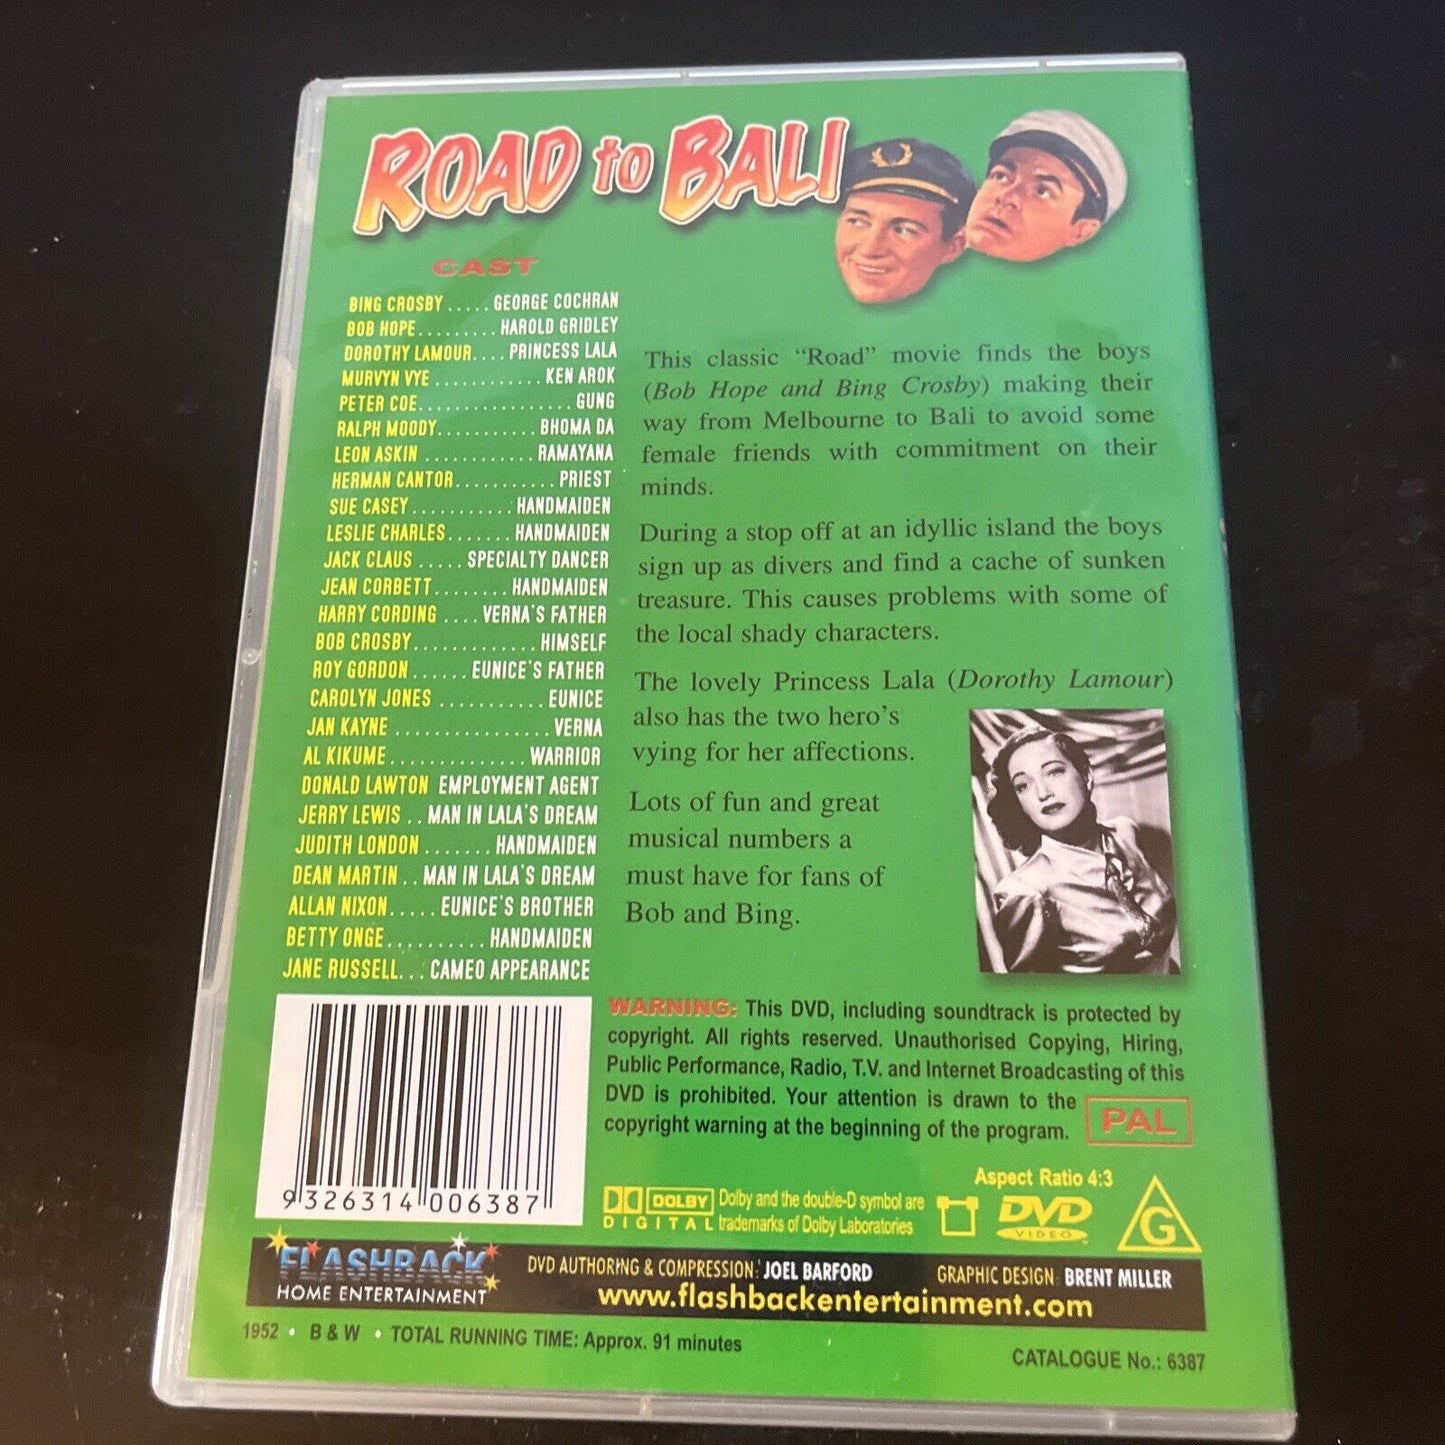 ROAD to BALI
CAST
BING CROSBY ..... GEORGE COCHRAN
BOB HOPE ......... HAROLD GRIDLEY
DOROTHY LAMOUR .... PRINCESS LALA
MURVYN VYE ............ KEN AROK
PETER COE ................. GUNG
RALPH MOODY ........... BHOMA DA
LEON ASKIN ............ RAMAYANA
HERMAN CANTOR ........... PRIEST
SUE CASEY ........... HANDMAIDEN
LESLIE CHARLES ....... HANDMAIDEN
JACK CLAUS ..... SPECIALTY DANCER
JEAN CORBETT ........ HANDMAIDEN
HARRY CORDING .... VERNA'S FATHER
BOB CROSBY ............. HIMSELF
ROY GORDON ...... EUNICE'S FATHER
CAROLYN JONES ........... EUNICE
JAN KAYNE ................ VERNA
AL KIKUME .............. WARRIOR
DONALD LAWTON EMPLOYMENT AGENT
JERRY LEWIS .. MAN IN LALA'S DREAM
JUDITH LONDON ....... HANDMAIDEN
DEAN MARTIN .. MAN IN LALA'S DREAM
ALLAN NIXON ..... EUNICE'S BROTHER
BETTY ONGE .......... HANDMAIDEN
JANE RUSSELL ... CAMEO APPEARANCE
This classic “Road” movie finds the boys
(Bob Hope and Bing Crosby) making their
way from Melbourne to Bali to avoid some
female friends with commitment on their
minds.
During a stop off at an idyllic island the boys
sign up as divers and find a cache of sunken
treasure. This causes problems with some of
the local shady characters.
The lovely Princess Lala (Dorothy Lamour)
also has the two hero's
vying for her affections.
Lots of fun and great
musical numbers a
must have for fans of
Bob and Bing.
WARNING: This DVD, including soundtrack is protected by
copyright. All rights reserved. Unauthorised Copying, Hiring,
Public Performance, Radio, T.V. and Internet Broadcasting of this
DVD is prohibited. Your attention is drawn to the
copyright warning at the beginning of the program.
PAL
9 326314 006387
DOLBY
DIGITAL
Dolby and the double-D symbol are
trademarks of Dolby Laboratories
Aspect Ratio 4:3
DVD
VIDEO
G
FLASHBACK
HOME ENTERTAINMENT
DVD AUTHORING & COMPRESSION: JOEL BARFORD
GRAPHIC DESIGN: BRENT MILLER
www.flashbackentertainment.com
1952 • B & W • TOTAL RUNNING TIME: Approx. 91 minutes
CATALOGUE No.: 6387